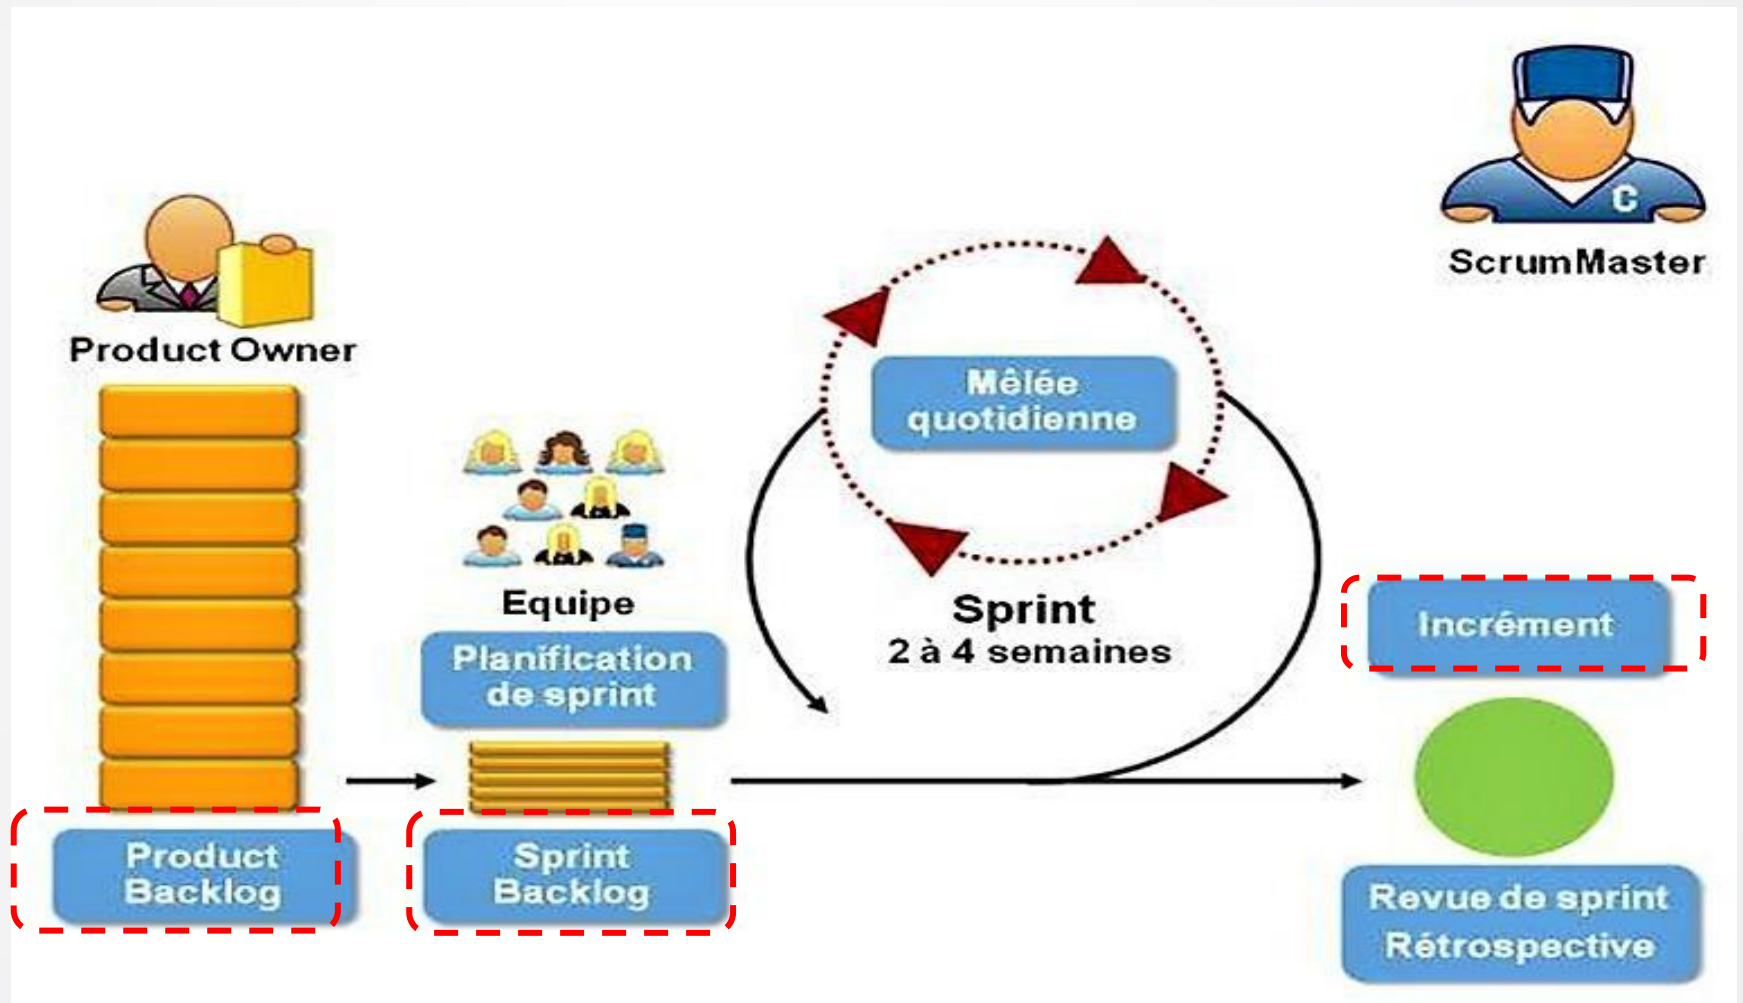 Product Owner
Product
Backlog
Equipe
Planification
de sprint
Sprint
Backlog
Mêlée
quotidienne
Sprint
2 à 4 semaines
C
ScrumMaster
Incrément
Revue de sprint
Rétrospective